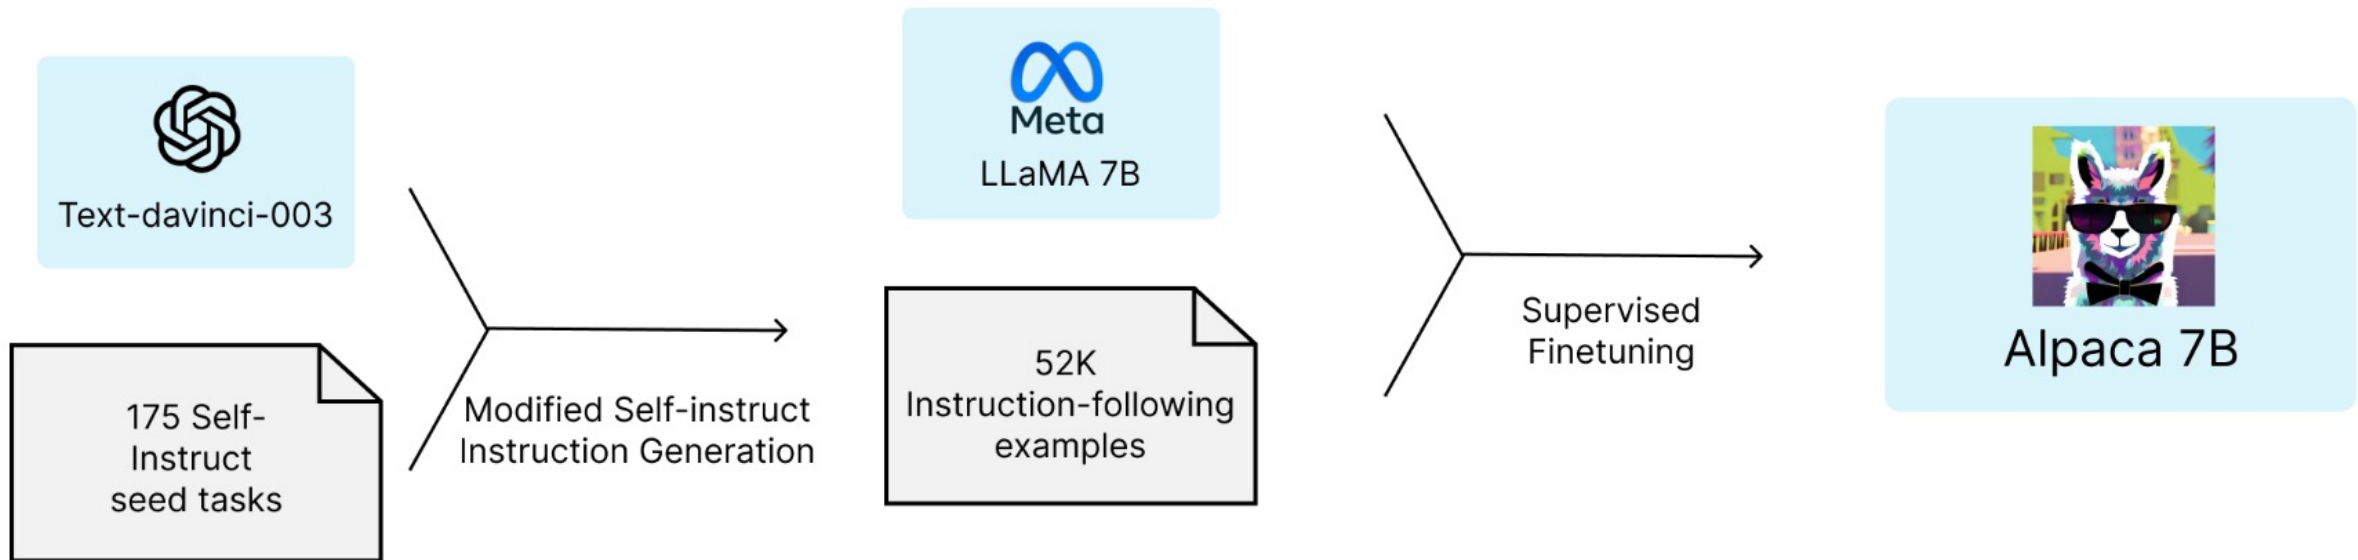 Text-davinci-003
175 Self-
Instruct
seed tasks
Modified Self-instruct
Instruction Generation
Meta
LLaMA 7B
52K
Instruction-following
examples
Supervised
Finetuning
Alpaca 7B